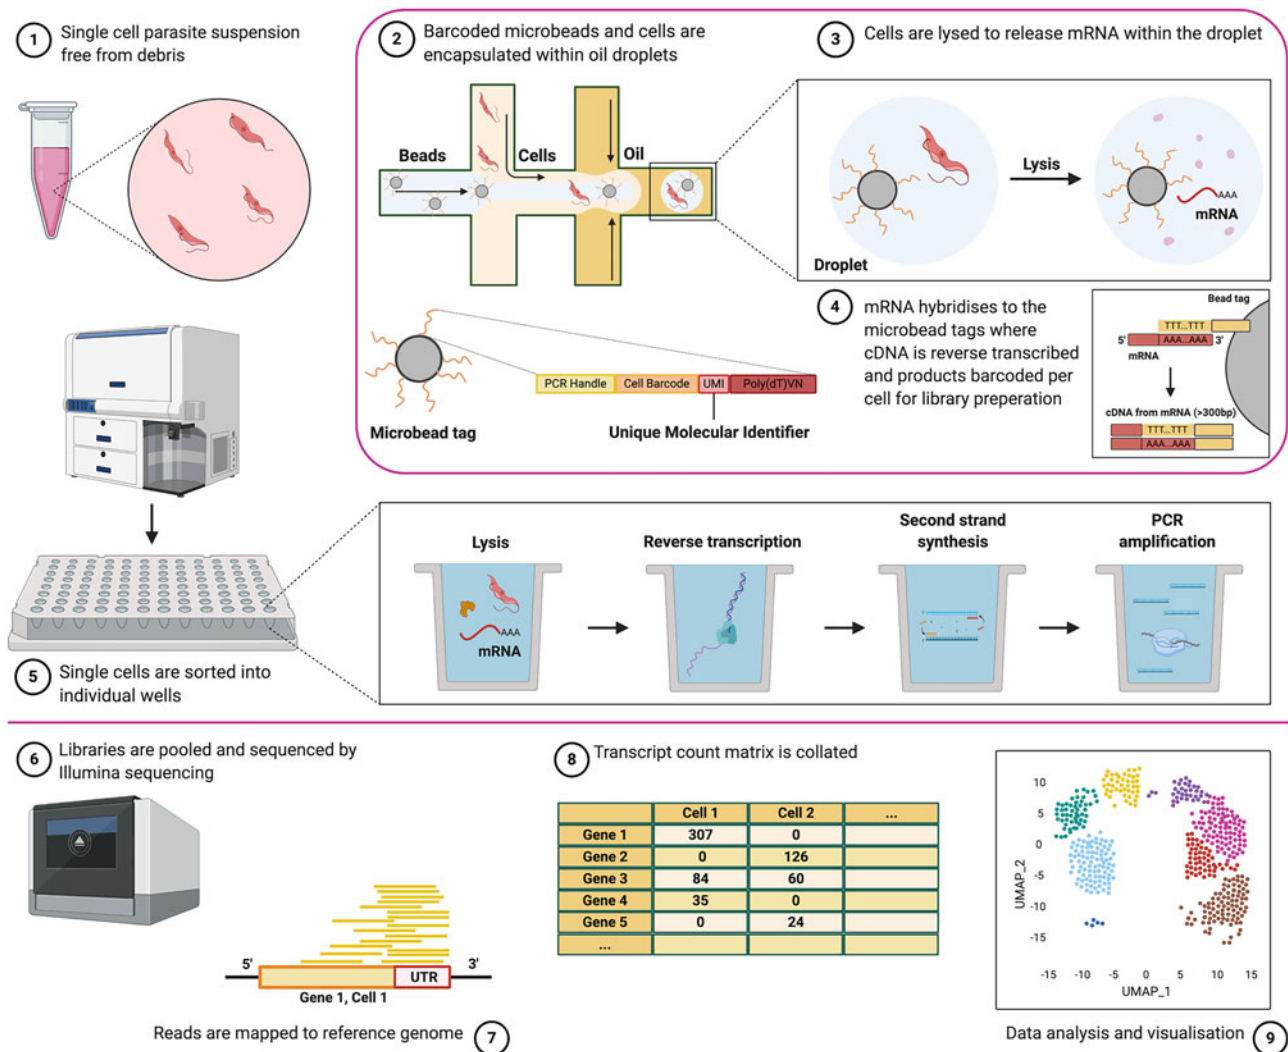 1
Single cell parasite suspension
free from debris
2
Barcoded microbeads and cells are
encapsulated within oil droplets
Beads
Cells
Oil
3
Cells are lysed to release mRNA within the droplet
Lysis
AAA
mRNA
Droplet
Microbead tag
PCR Handle
Cell Barcode
UMI
Poly(dT)VN
Unique Molecular Identifier
4
mRNA hybridises to the
microbead tags where
cDNA is reverse transcribed
and products barcoded per
cell for library preperation
Bead tag
TTT...TTT
5' AAA...AAA 3'
mRNA
cDNA from mRNA (>300bp)
TTT...TTT
AAA...AAA
5
Single cells are sorted into
individual wells
Lysis
AAA
mRNA
Reverse transcription
Second strand
synthesis
PCR
amplification
6
Libraries are pooled and sequenced by
Illumina sequencing
5'
UTR
3'
Gene 1, Cell 1
Reads are mapped to reference genome
7
8
Transcript count matrix is collated
Cell 1 Cell 2 ...
Gene 1 307 0
Gene 2 0 126
Gene 3 84 60
Gene 4 35 0
Gene 5 0 24
...
UMAP_2
10
5
0
-5
-10
-15
-15 -10 -5 0 5 10 15
UMAP_1
Data analysis and visualisation
9